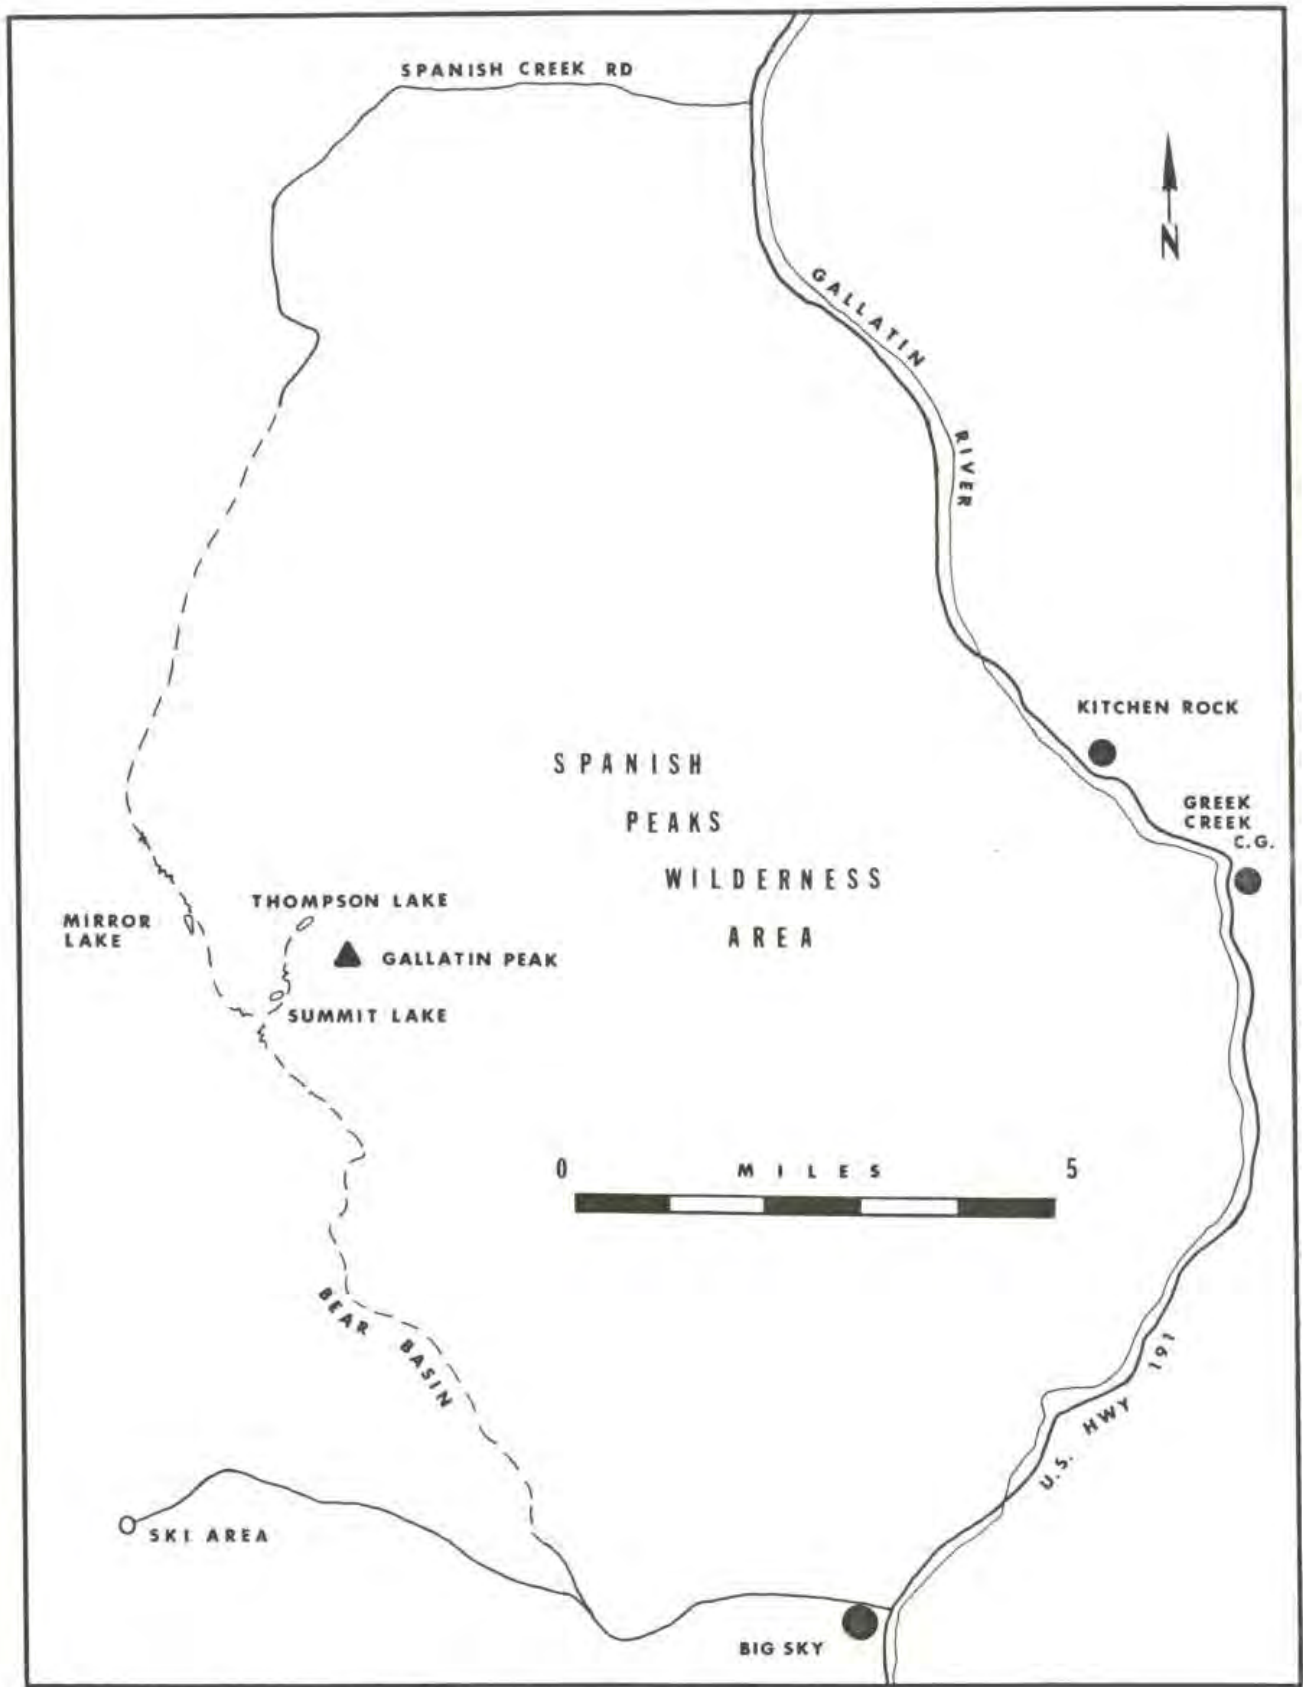 SPANISH CREEK RD
N
GALLATIN
RIVER
KITCHEN ROCK
GREEK
CREEK
C.G.
SPANISH
PEAKS
WILDERNESS
AREA
THOMPSON LAKE
MIRROR
LAKE
GALLATIN PEAK
SUMMIT LAKE
0 MILES 5
BEAR BASIN
U.S. HWY 191
SKI AREA
BIG SKY